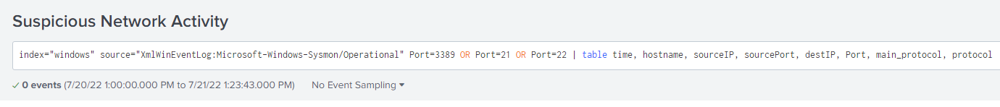 Suspicious Network Activity
index="windows" source="XmlWinEventLog:Microsoft-Windows-Sysmon/Operational" Port=3389 OR Port=21 OR Port=22 | table time, hostname, sourceIP, sourcePort, destIP, Port, main_protocol, protocol
✓ 0 events (7/20/22 1:00:00.000 PM to 7/21/22 1:23:43.000 PM) No Event Sampling ▾